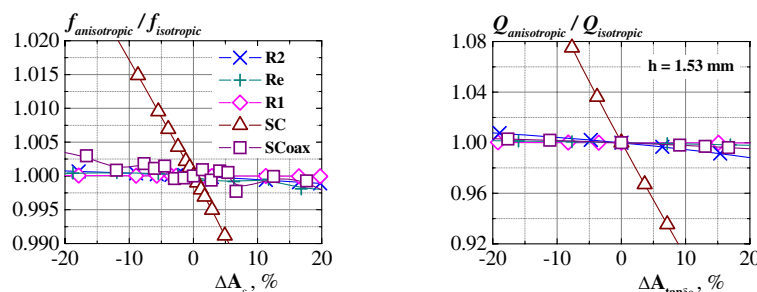 f_anisotropic / f_isotropic
1.020
1.015
1.010
1.005
1.000
0.995
0.990
R2
Re
R1
SC
SCoax
-20 -10 0 10 20
ΔA , %
Q_anisotropic / Q_isotropic
1.08
1.04
1.00
0.96
0.92
h = 1.53 mm
-20 -10 0 10 20
ΔA , %